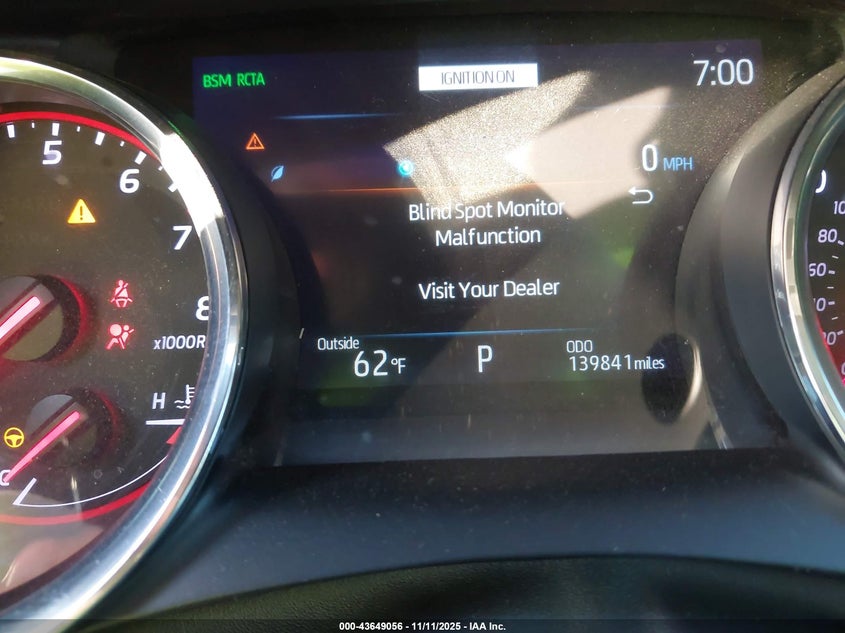 BSM RCTA
IGNITION ON
7:00
5
6
7
8
x1000R
H
C
0 MPH
Blind Spot Monitor
Malfunction
Visit Your Dealer
Outside
62°F
P
ODO
139841 miles
80
000-43649056 - 11/11/2025 - IAA Inc.